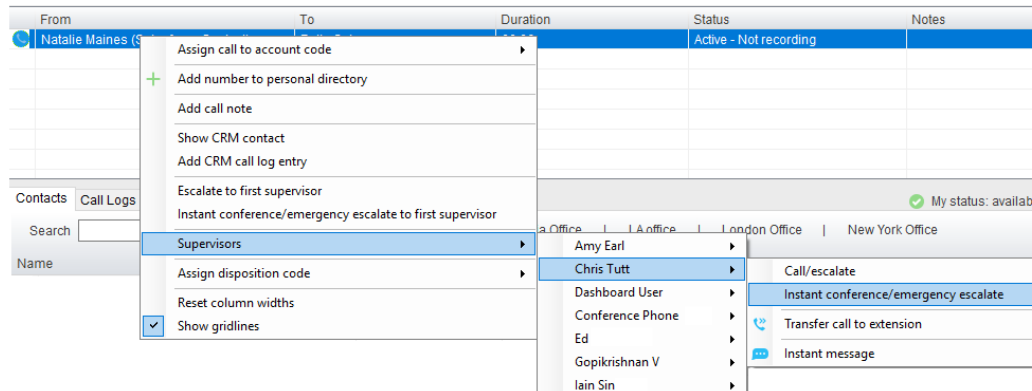 From To Duration Status Notes
Natalie Maines Active - Not recording
Assign call to account code
Add number to personal directory
Add call note
Show CRM contact
Add CRM call log entry
Escalate to first supervisor
Instant conference/emergency escalate to first supervisor
Supervisors
Assign disposition code
Reset column widths
Show gridlines
Contacts Call Logs
My status: availab
Search
a Office | LA office | London Office | New York Office
Name
Amy Earl
Chris Tutt
Dashboard User
Conference Phone
Ed
Gopikrishnan V
Iain Sin
Call/escalate
Instant conference/emergency escalate
Transfer call to extension
Instant message